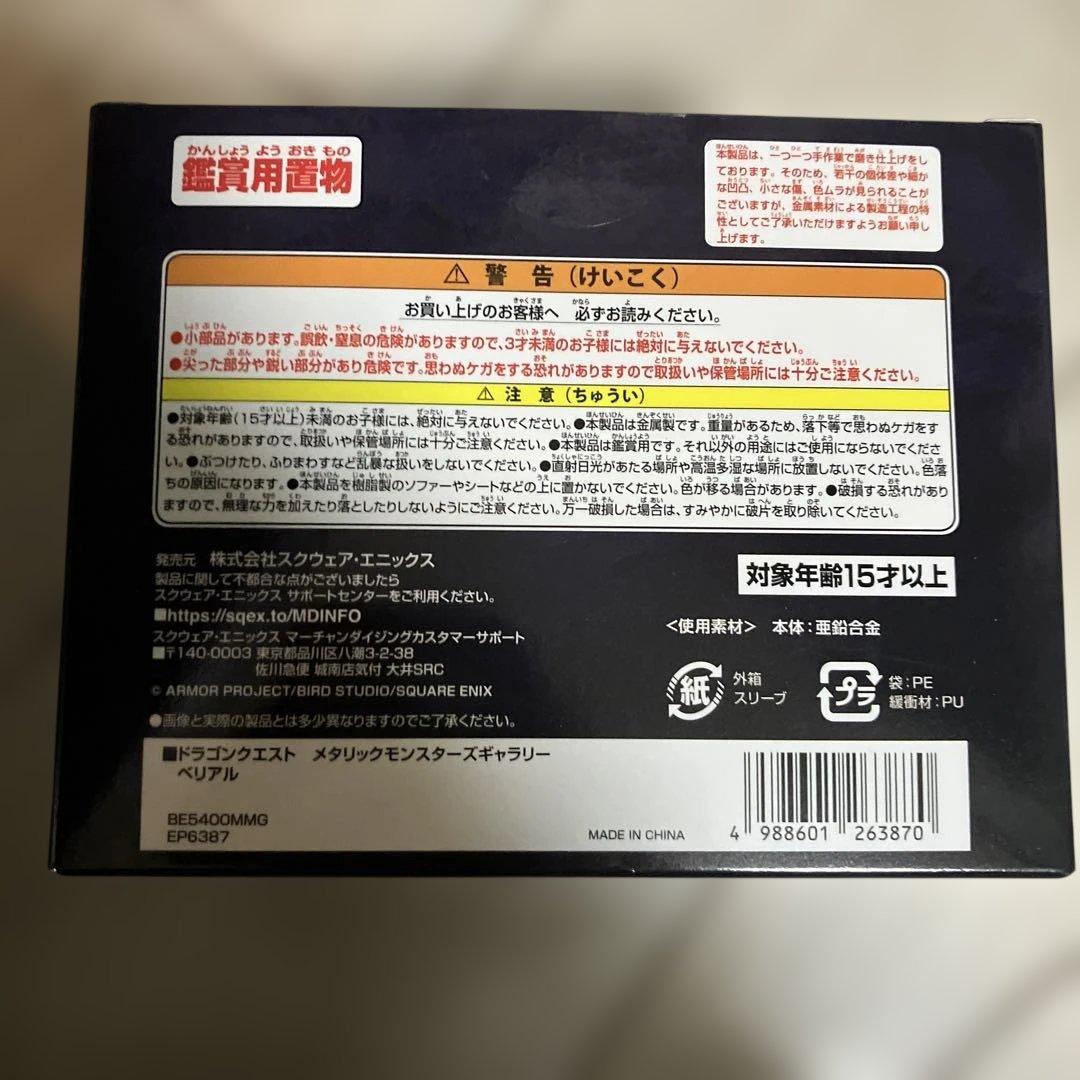 鑑賞用置物
本製品は、一つ一つ手作業で磨き仕上げをし
ております。そのため、若干の個体差や細か
な凹凸、小さな傷、色ムラが見られることが
ございますが、金属素材による製造工程の特
性としてご了承いただけますようお願い申し
上げます。
⚠ 警告(けいこく)
お買い上げのお客様へ 必ずお読みください。
●小部品があります。誤飲・窒息の危険がありますので、3才未満のお子様には絶対に与えないでください。
●尖った部分や鋭い部分があり危険です。思わぬケガをする恐れがありますので取扱いや保管場所には十分ご注意ください。
⚠ 注意(ちゅうい)
●対象年齢(15才以上)未満のお子様には、絶対に与えないでください。●本製品は金属製です。重量があるため、落下等で思わぬケガをす
る恐れがありますので、取扱いや保管場所には十分ご注意ください。●本製品は鑑賞用です。それ以外の用途にはご使用にならないでくださ
い。●ぶつけたり、ふりまわすなど乱暴な扱いをしないでください。●直射日光があたる場所や高温多湿な場所に放置しないでください。色落
ちの原因になります。●本製品を樹脂製のソファーやシートなどの上に置かないでください。色が移る場合があります。●破損する恐れがあり
ますので、無理な力を加えたり落としたりしないようにご注意ください。万一破損した場合は、すみやかに破片を取り除いてください。
発売元 株式会社スクウェア・エニックス
製品に関して不都合な点がございましたら
スクウェア・エニックス サポートセンターをご利用ください。
■https://sqex.to/MDINFO
スクウェア・エニックス マーチャンダイジングカスタマーサポート
■〒140-0003 東京都品川区八潮3-2-38
佐川急便 城南店気付 大井SRC
© ARMOR PROJECT/BIRD STUDIO/SQUARE ENIX
●画像と実際の製品とは多少異なりますのでご了承ください。
対象年齢15才以上
<使用素材> 本体:亜鉛合金
紙 外箱
スリーブ
プラ 袋:PE
緩衝材:PU
■ドラゴンクエスト メタリックモンスターズギャラリー
ベリアル
BE5400MMG
EP6387
MADE IN CHINA
4 988601 263870